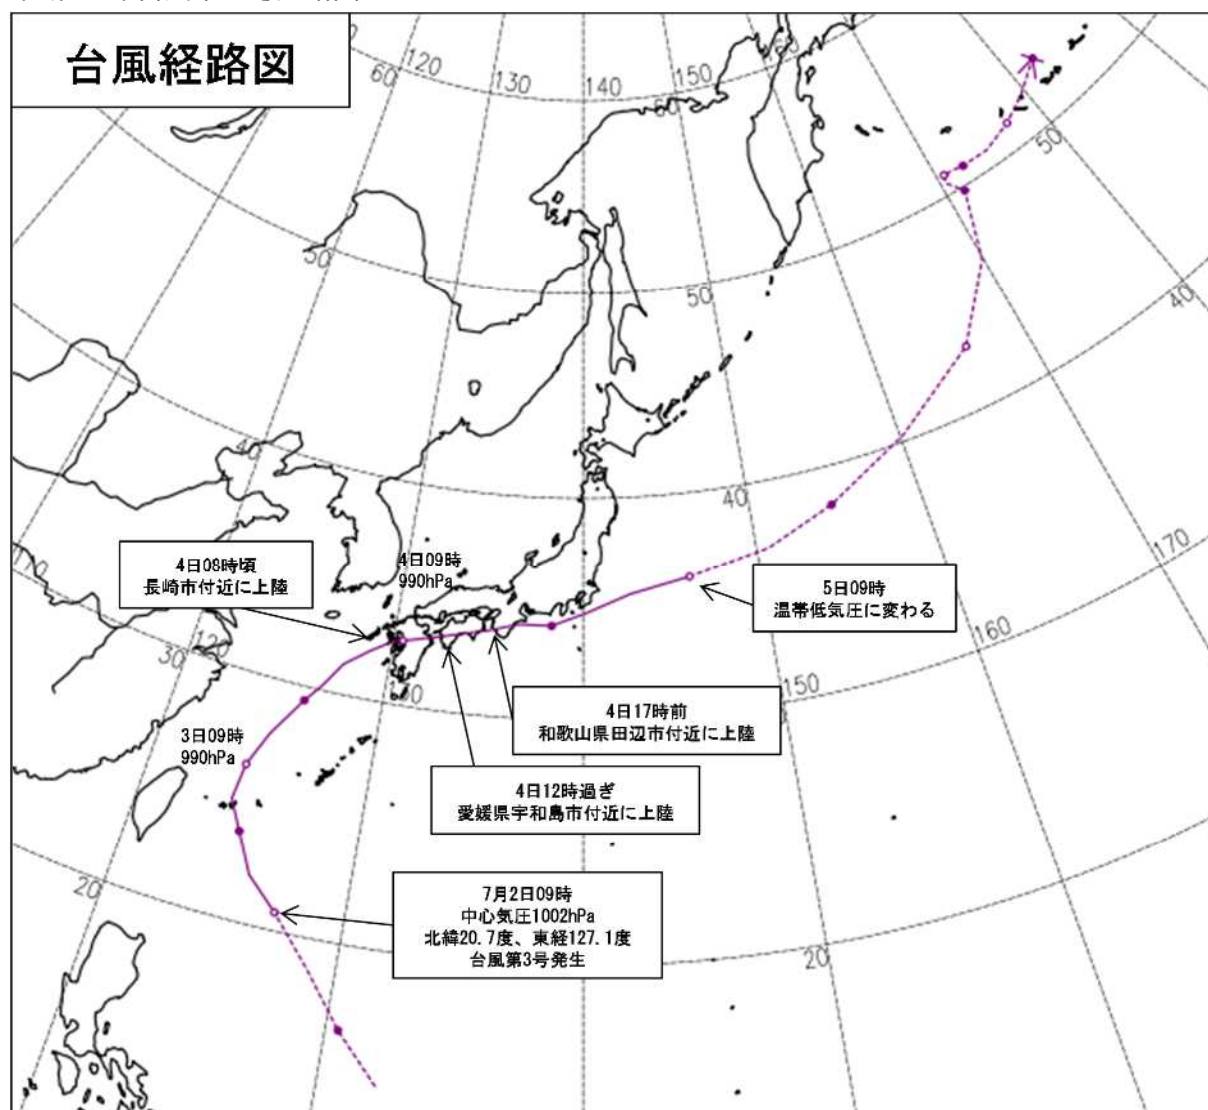 台風経路図
60
120
130
140
150
60
160
50
50
50
40
40
40
110
120
30
130
150
160
170
20
20
4日08時頃
長崎市付近に上陸
4日09時
990hPa
5日09時
温帯低気圧に変わる
4日17時前
和歌山県田辺市付近に上陸
3日09時
990hPa
4日12時過ぎ
愛媛県宇和島市付近に上陸
7月2日09時
中心気圧1002hPa
北緯20.7度、東経127.1度
台風第3号発生